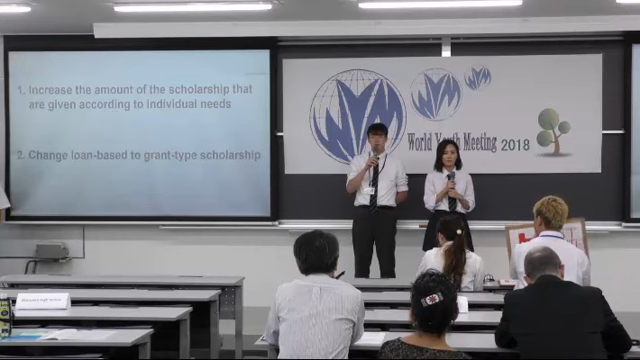 1. Increase the amount of the scholarship that
are given according to individual needs
2. Change loan-based to grant-type scholarship
World Youth Meeting 2018